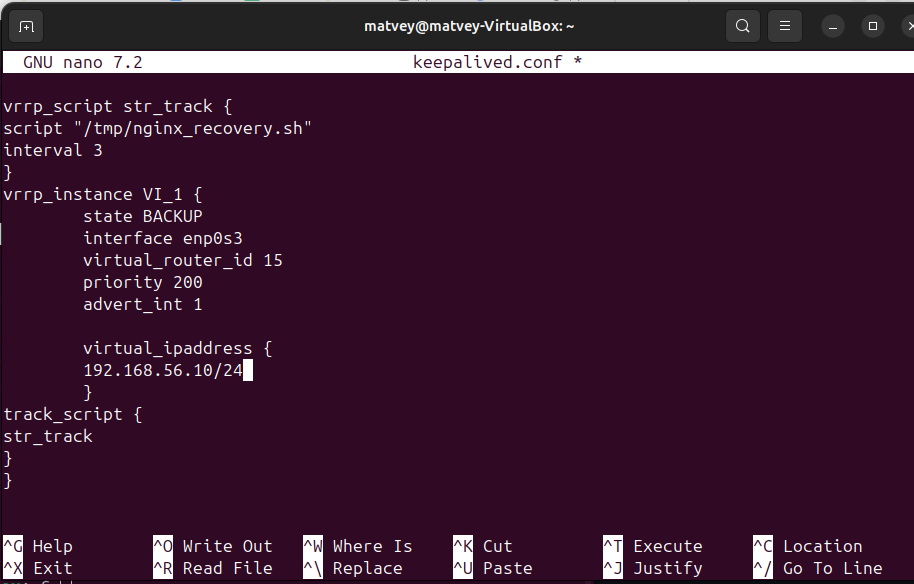 matvey@matvey-VirtualBox: ~
GNU nano 7.2 keepalived.conf *
vrrp_script str_track {
script "/tmp/nginx_recovery.sh"
interval 3
}
vrrp_instance VI_1 {
state BACKUP
interface enp0s3
virtual_router_id 15
priority 200
advert_int 1
virtual_ipaddress {
192.168.56.10/24
}
track_script {
str_track
}
}
^G Help ^O Write Out ^W Where Is ^K Cut ^T Execute ^C Location
^X Exit ^R Read File ^\ Replace ^U Paste ^J Justify ^/ Go To Line